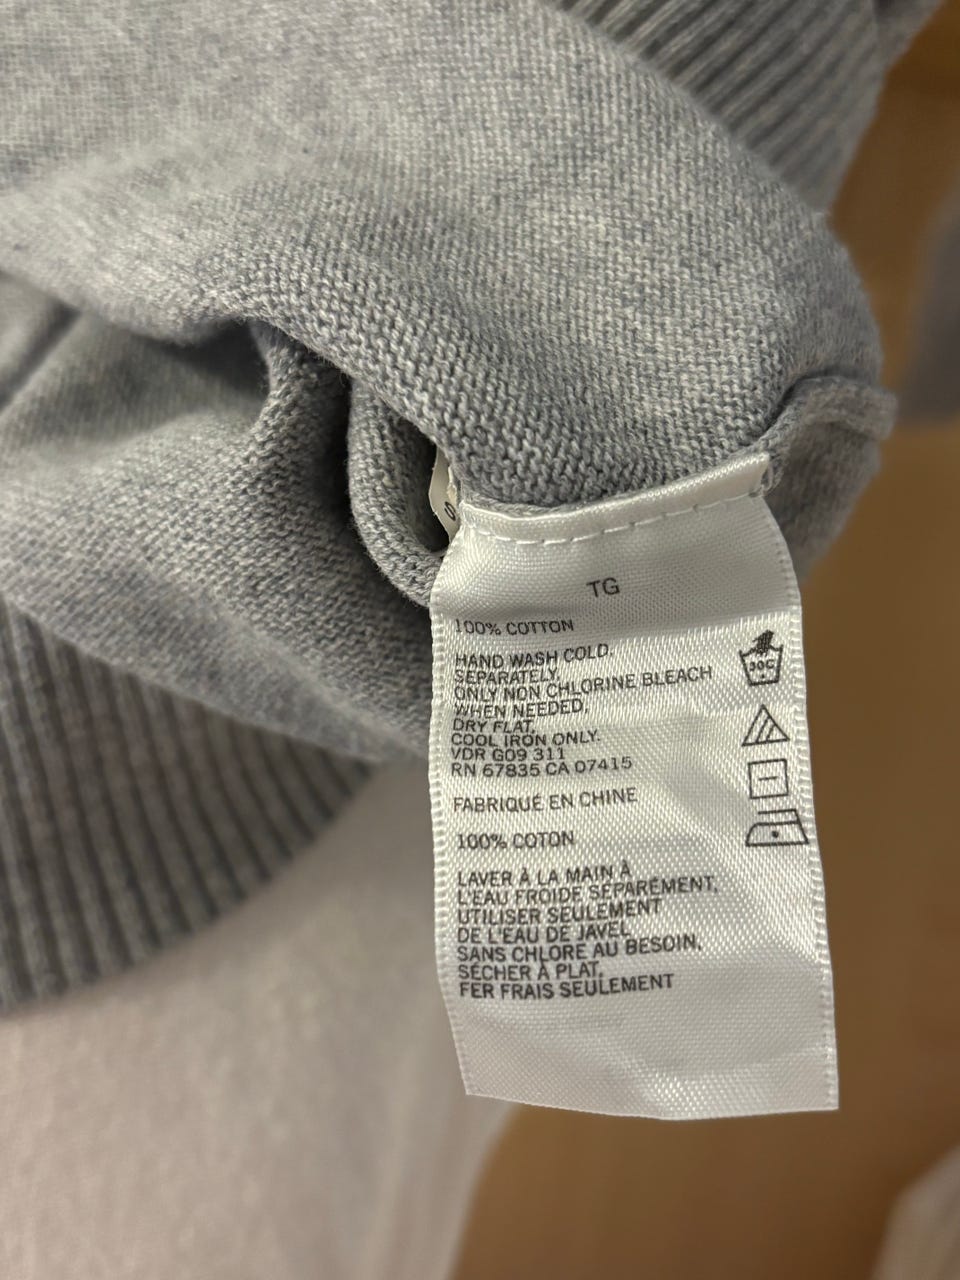 TG
100% COTTON
HAND WASH COLD,
SEPARATELY,
ONLY NON CHLORINE BLEACH
WHEN NEEDED,
DRY FLAT,
COOL IRON ONLY.
VDR G09 311
RN 67835 CA 07415
FABRIQUÉ EN CHINE
100% COTON
LAVER À LA MAIN À
L'EAU FROIDE SÉPARÉMENT,
UTILISER SEULEMENT
DE L'EAU DE JAVEL
SANS CHLORE AU BESOIN,
SÉCHER À PLAT,
FER FRAIS SEULEMENT
30C